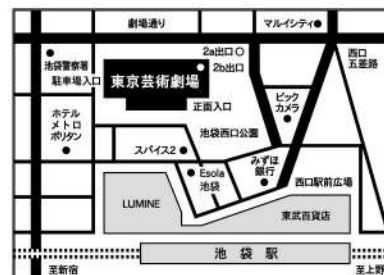 劇場通り
マルイシティ
西口
五差路
2a出口
2b出口
池袋警察署
駐車場入口
東京芸術劇場
正面入口
ホテル
メトロ
ポリタン
ビック
カメラ
池袋西口公園
スパイス2
Esola
池袋
みずほ
銀行
西口駅前広場
LUMINE
東武百貨店
池袋駅
至新宿
至上野